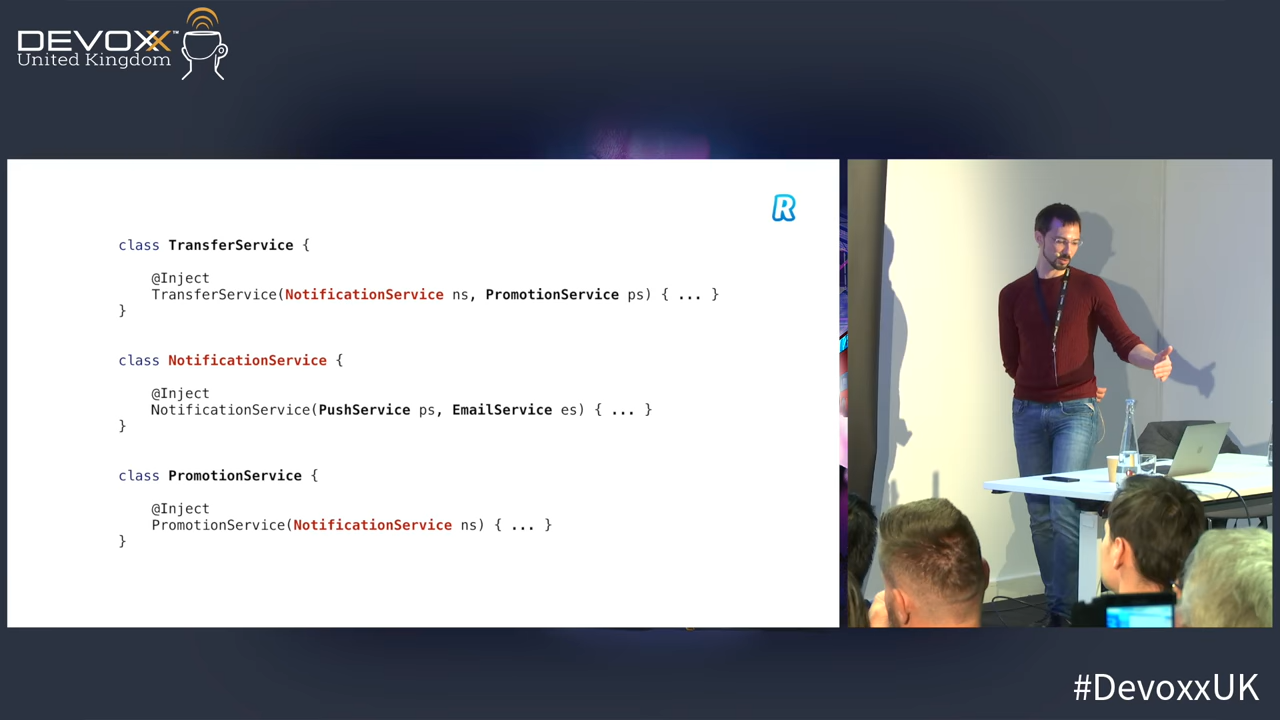 DEVOXX™
United Kingdom
R
class TransferService {
@Inject
TransferService(NotificationService ns, PromotionService ps) { ... }
}
class NotificationService {
@Inject
NotificationService(PushService ps, EmailService es) { ... }
}
class PromotionService {
@Inject
PromotionService(NotificationService ns) { ... }
}
#DevoxxUK